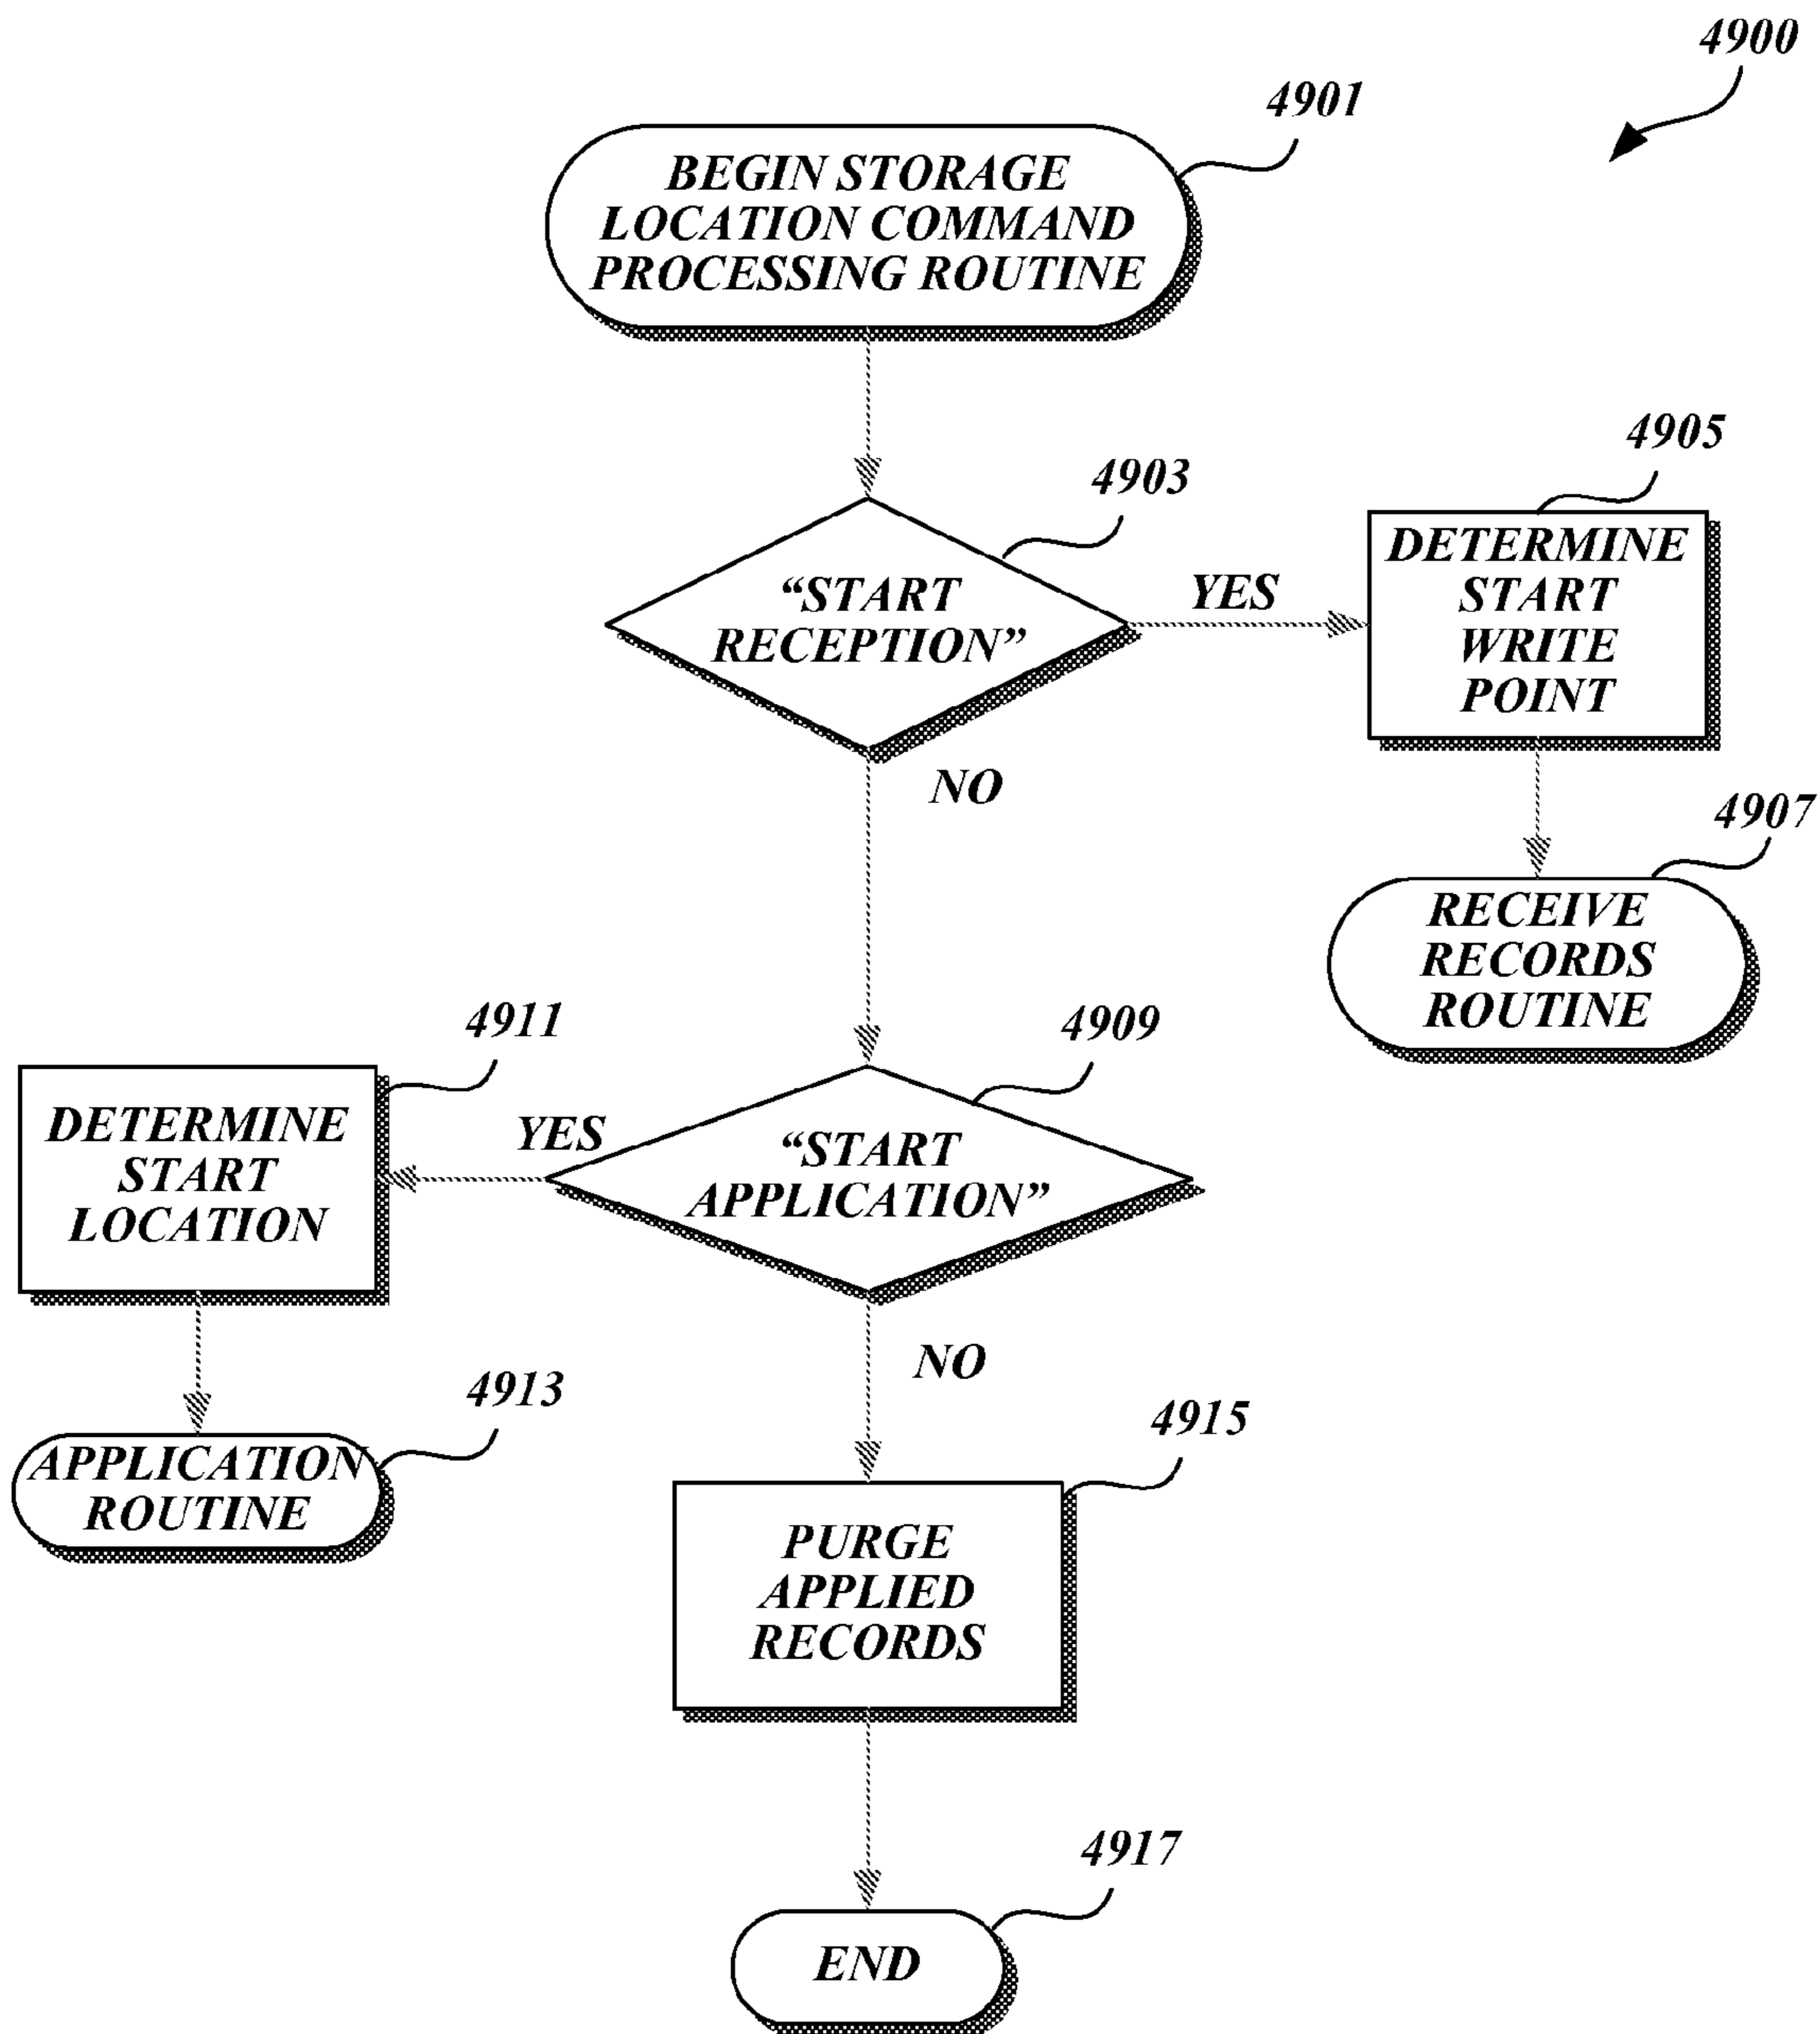 4900
4901
BEGIN STORAGE
LOCATION COMMAND
PROCESSING ROUTINE
4903
“START
RECEPTION”
YES
NO
4905
DETERMINE
START
WRITE
POINT
4907
RECEIVE
RECORDS
ROUTINE
4909
“START
APPLICATION”
YES
NO
4911
DETERMINE
START
LOCATION
4913
APPLICATION
ROUTINE
4915
PURGE
APPLIED
RECORDS
4917
END